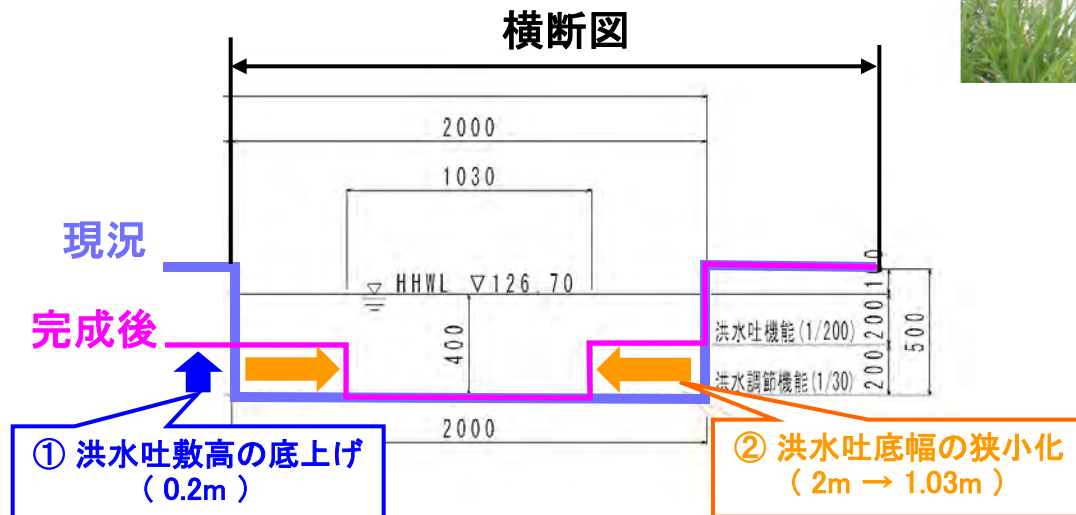 横断図
2000
1030
現況
HHWL ▽126.70
100
完成後
400
洪水吐機能(1/200)
200
500
洪水調節機能(1/30)
200
2000
① 洪水吐敷高の底上げ
( 0.2m )
② 洪水吐底幅の狭小化
( 2m → 1.03m )